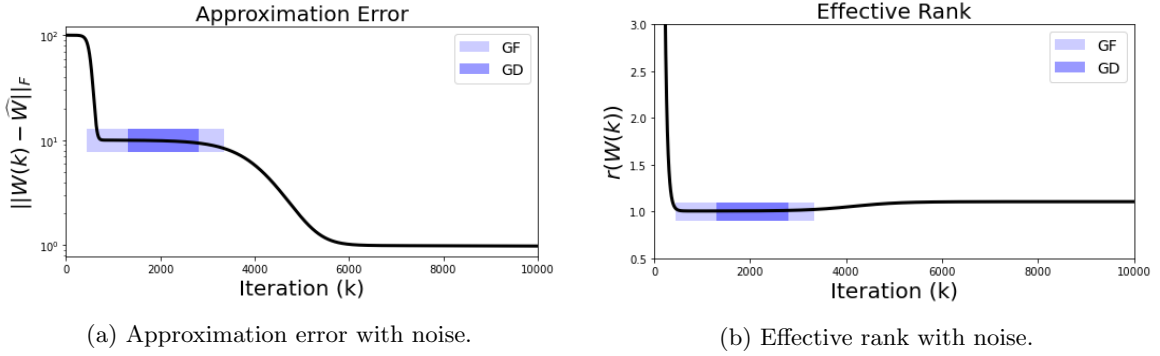 Approximation Error
GF
GD
10²
10¹
10⁰
||W(k) − Ŵ||_F
0 2000 4000 6000 8000 10000
Iteration (k)
(a) Approximation error with noise.
Effective Rank
GF
GD
3.0
2.5
2.0
1.5
1.0
0.5
r(W(k))
0 2000 4000 6000 8000 10000
Iteration (k)
(b) Effective rank with noise.